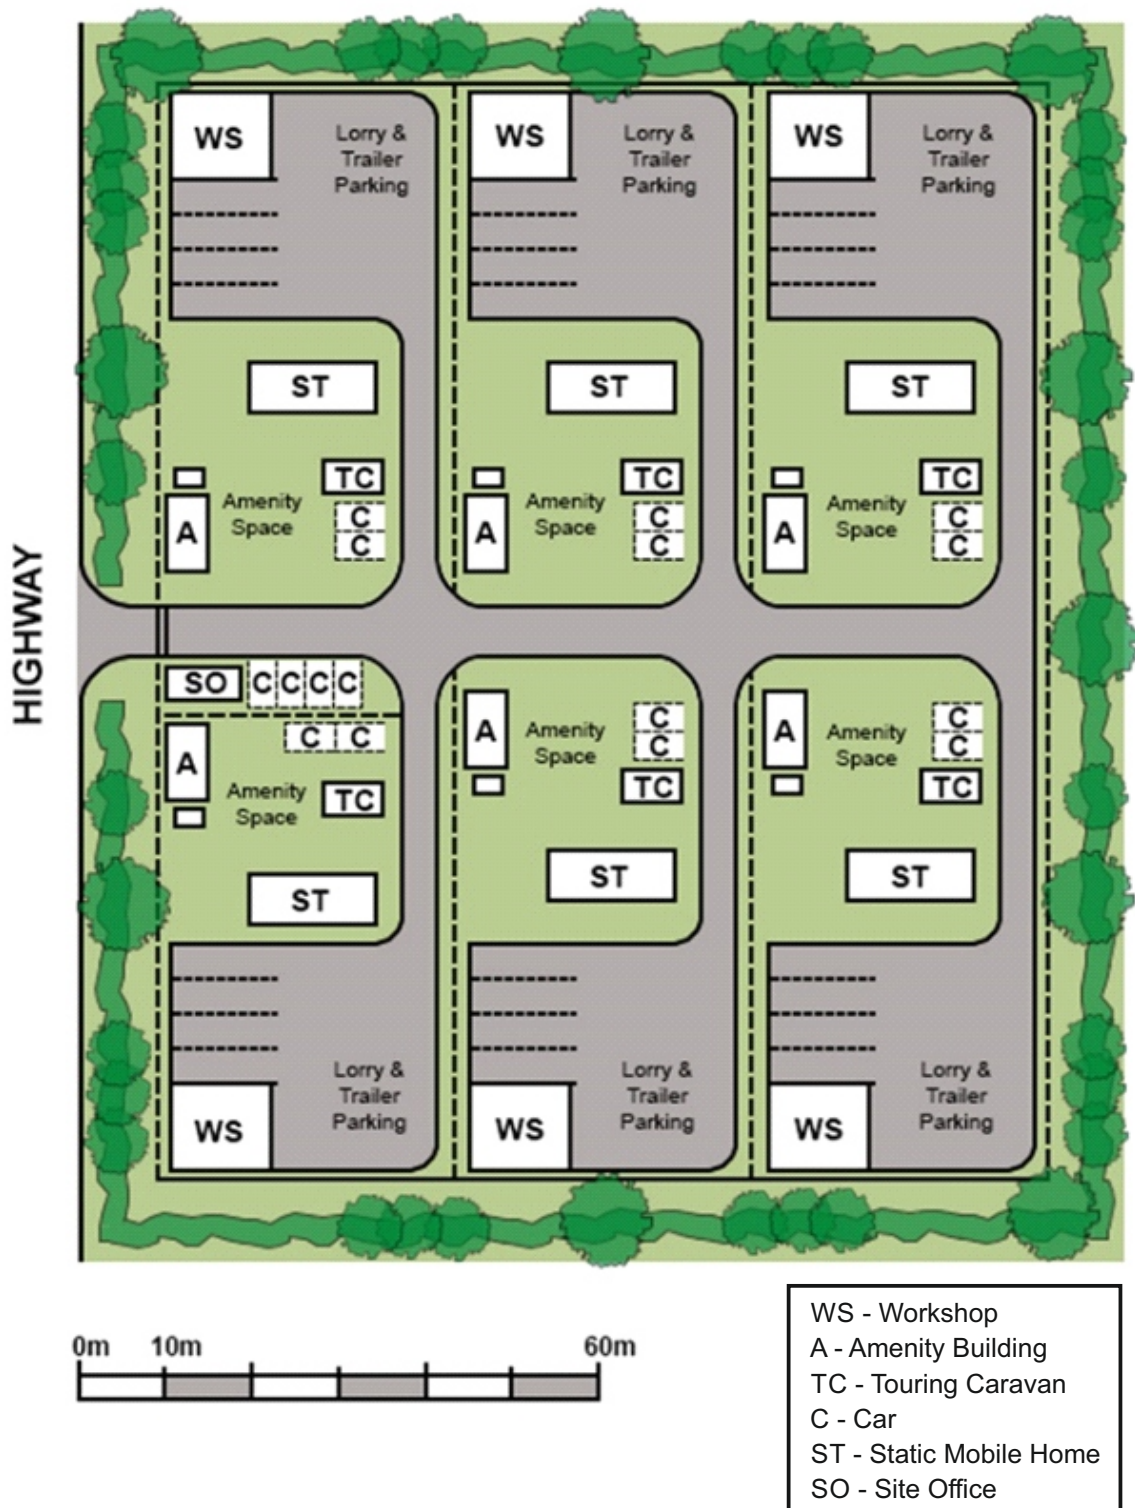 WS
Lorry &
Trailer
Parking
WS
Lorry &
Trailer
Parking
WS
Lorry &
Trailer
Parking
ST
ST
ST
TC
Amenity
Space
A
C
C
TC
Amenity
Space
A
C
C
TC
Amenity
Space
A
C
C
HIGHWAY
SO
C C C C
A
C C
Amenity
Space
TC
ST
A
Amenity
Space
C
C
TC
ST
A
Amenity
Space
C
C
TC
ST
Lorry &
Trailer
Parking
WS
Lorry &
Trailer
Parking
WS
Lorry &
Trailer
Parking
WS
0m 10m 60m
WS - Workshop
A - Amenity Building
TC - Touring Caravan
C - Car
ST - Static Mobile Home
SO - Site Office